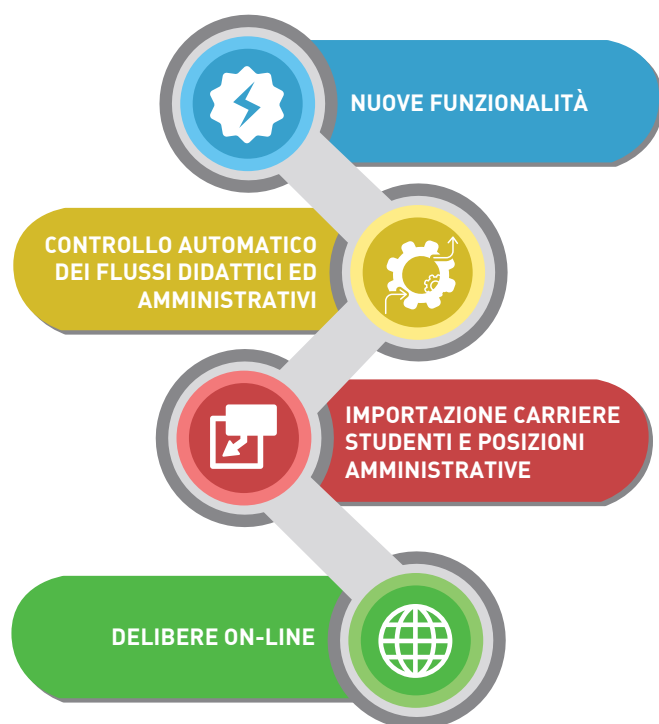 NUOVE FUNZIONALITÀ
CONTROLLO AUTOMATICO
DEI FLUSSI DIDATTICI ED
AMMINISTRATIVI
IMPORTAZIONE CARRIERE
STUDENTI E POSIZIONI
AMMINISTRATIVE
DELIBERE ON-LINE